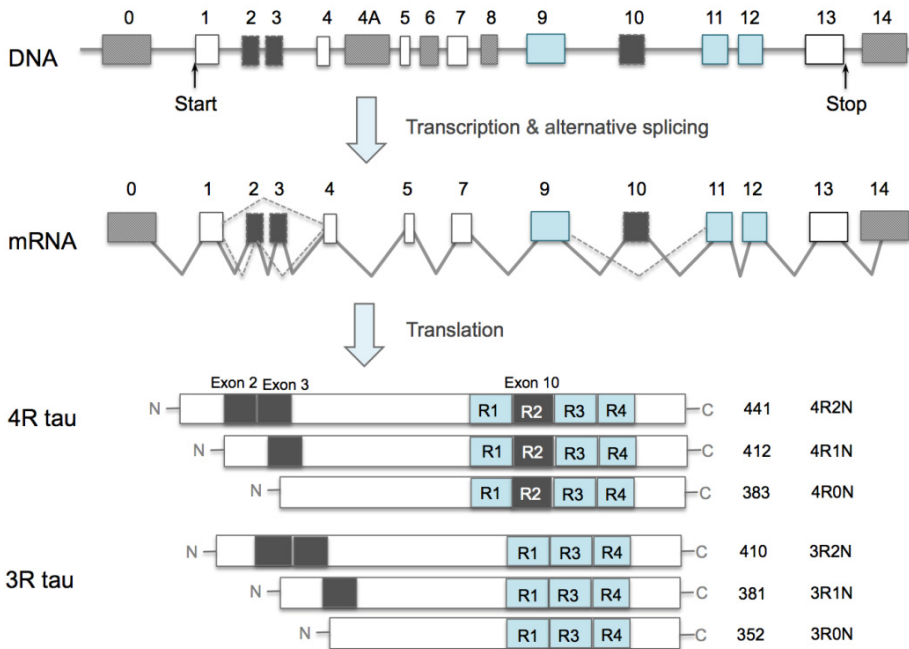 0 1 2 3 4 4A 5 6 7 8 9 10 11 12 13 14
DNA
Start Stop
Transcription & alternative splicing
0 1 2 3 4 5 7 9 10 11 12 13 14
mRNA
Translation
Exon 2 Exon 3 Exon 10
4R tau
N R1 R2 R3 R4 C 441 4R2N
N R1 R2 R3 R4 C 412 4R1N
N R1 R2 R3 R4 C 383 4R0N
3R tau
N R1 R3 R4 C 410 3R2N
N R1 R3 R4 C 381 3R1N
N R1 R3 R4 C 352 3R0N